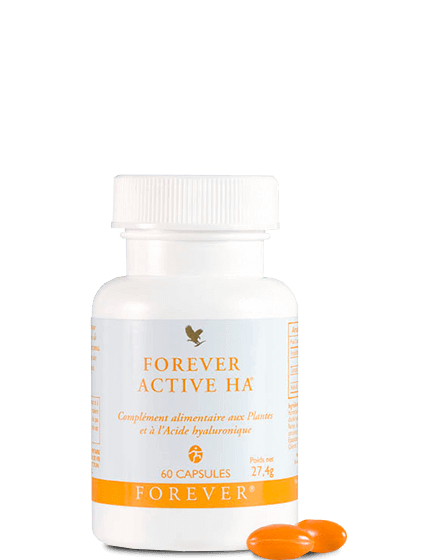 FOREVER
ACTIVE HA®
Complément alimentaire aux Plantes
et à l'Acide hyaluronique
60 CAPSULES
Poids net
27,4g
FOREVER®